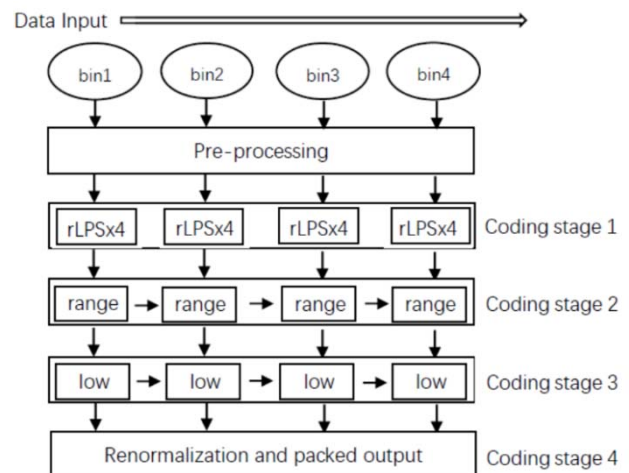 Data Input
bin1 bin2 bin3 bin4
Pre-processing
rLPSx4 rLPSx4 rLPSx4 rLPSx4 Coding stage 1
range range range range Coding stage 2
low low low low Coding stage 3
Renormalization and packed output Coding stage 4